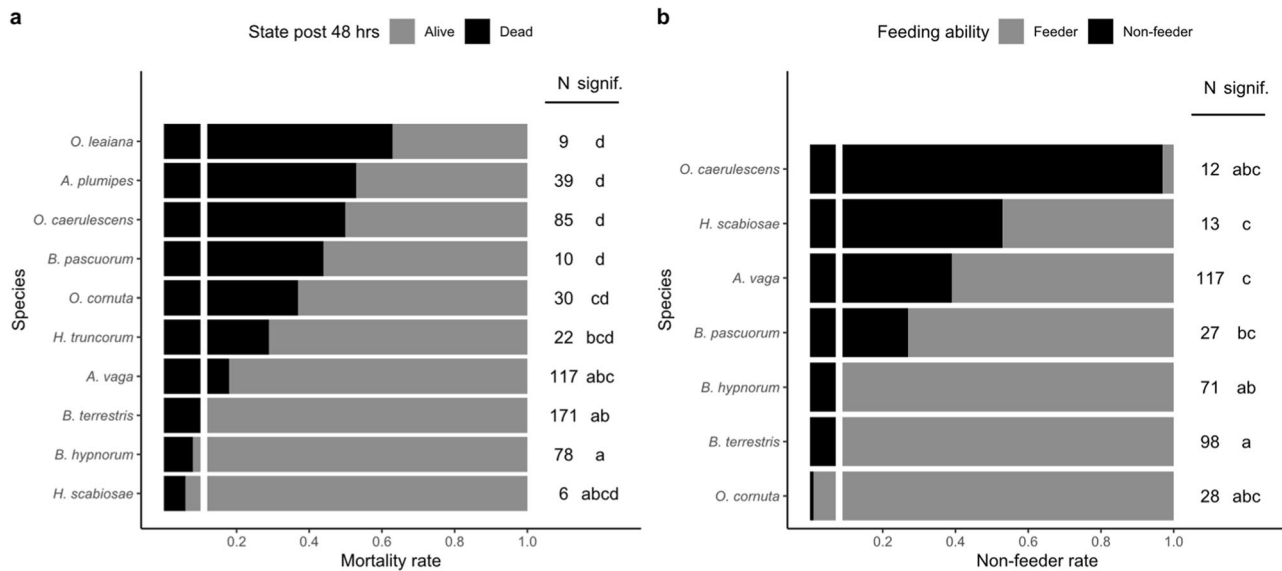 a
State post 48 hrs Alive Dead
N signif.
O. leaiana 9 d
A. plumipes 39 d
O. caerulescens 85 d
B. pascuorum 10 d
O. cornuta 30 cd
H. truncorum 22 bcd
A. vaga 117 abc
B. terrestris 171 ab
B. hypnorum 78 a
H. scabiosae 6 abcd
Species
0.2 0.4 0.6 0.8 1.0
Mortality rate
b
Feeding ability Feeder Non-feeder
N signif.
O. caerulescens 12 abc
H. scabiosae 13 c
A. vaga 117 c
B. pascuorum 27 bc
B. hypnorum 71 ab
B. terrestris 98 a
O. cornuta 28 abc
Species
0.2 0.4 0.6 0.8 1.0
Non-feeder rate